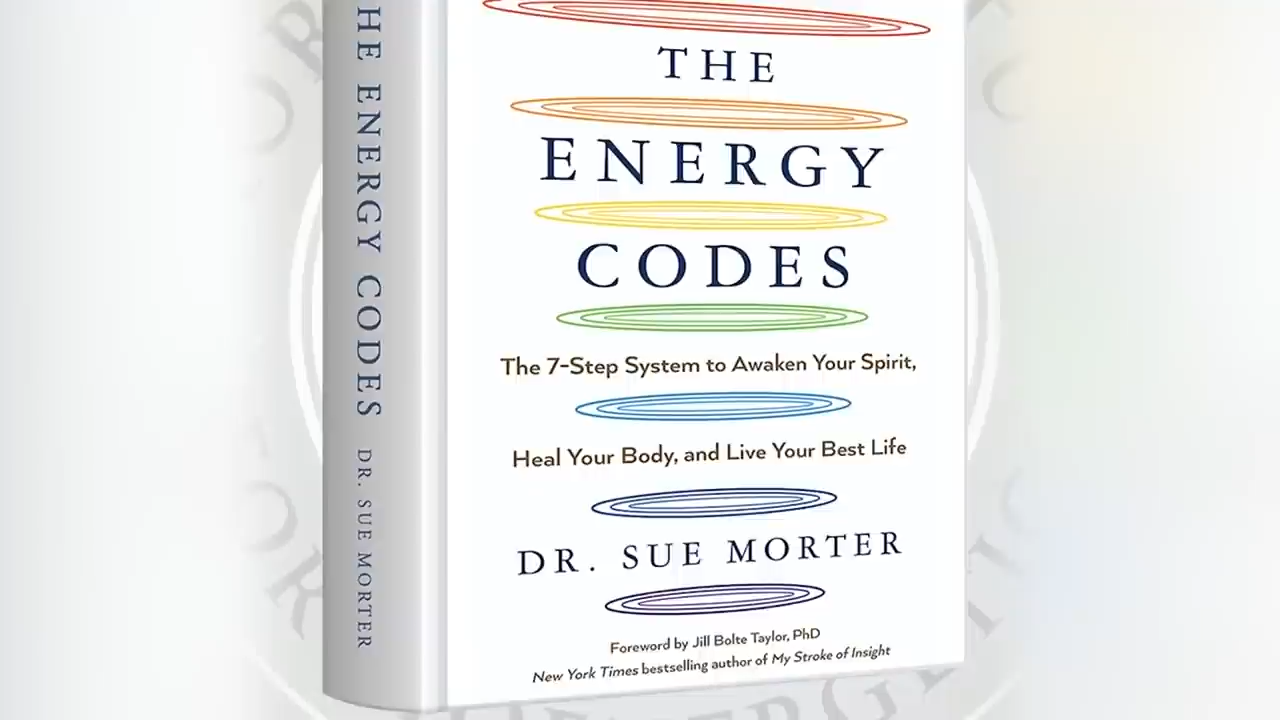 THE
ENERGY
CODES
The 7-Step System to Awaken Your Spirit,
Heal Your Body, and Live Your Best Life
DR. SUE MORTER
Foreword by Jill Bolte Taylor, PhD
New York Times bestselling author of My Stroke of Insight
HE ENERGY CODES DR. SUE MORTER